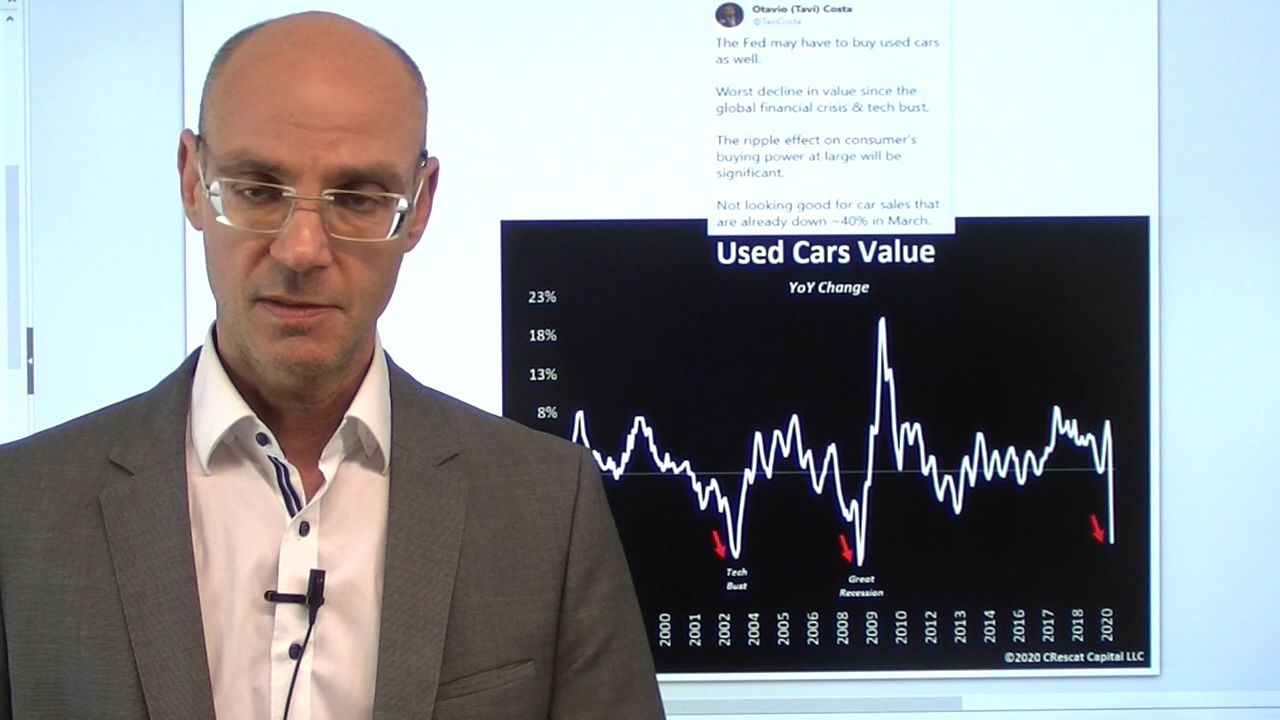 Otavio (Tavi) Costa
@TaviCosta
The Fed may have to buy used cars
as well.
Worst decline in value since the
global financial crisis & tech bust.
The ripple effect on consumer's
buying power at large will be
significant.
Not looking good for car sales that
are already down ~40% in March.
Used Cars Value
YoY Change
23%
18%
13%
8%
Tech
Bust
Great
Recession
2000
2001
2002
2004
2005
2006
2008
2009
2010
2012
2013
2014
2016
2017
2018
2020
©2020 CRescat Capital LLC